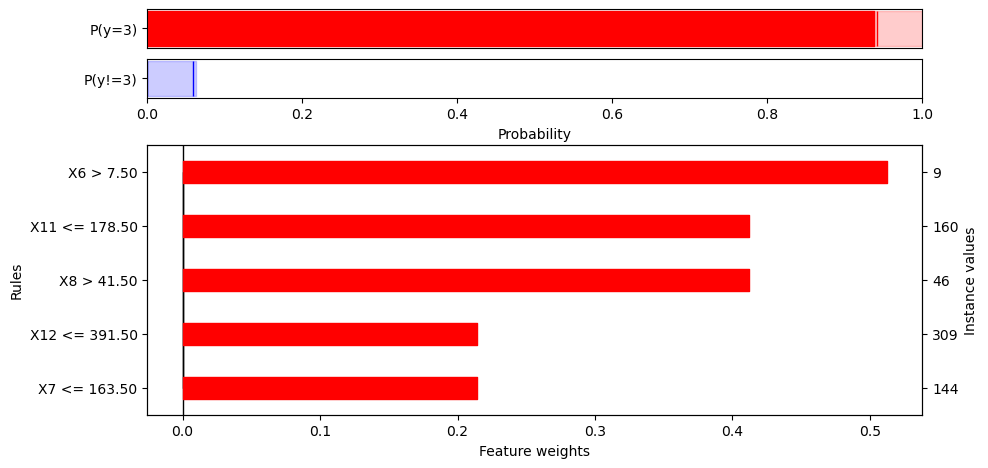 P(y=3)
P(y!=3)
0.0 0.2 0.4 0.6 0.8 1.0
Probability
X6 > 7.50 9
X11 <= 178.50 160
X8 > 41.50 46
X12 <= 391.50 309
X7 <= 163.50 144
Rules
Instance values
0.0 0.1 0.2 0.3 0.4 0.5
Feature weights